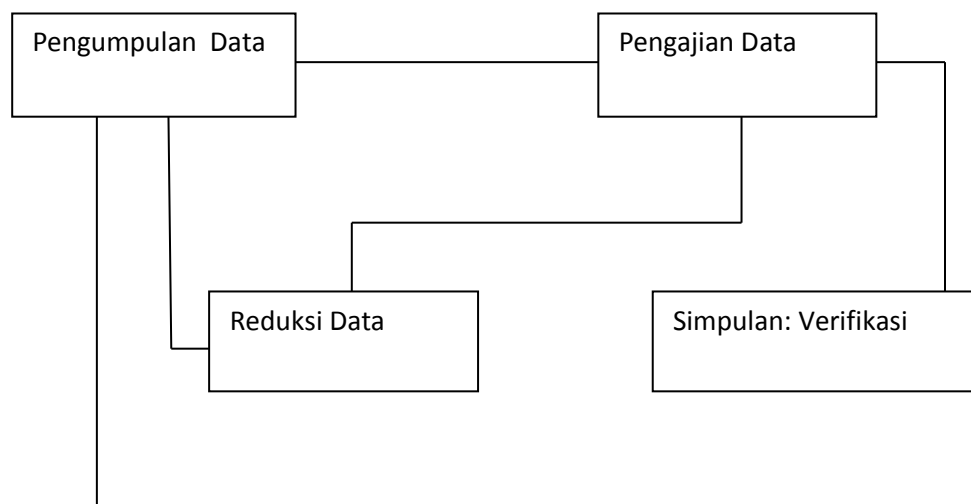 Pengumpulan Data
Pengajian Data
Reduksi Data
Simpulan: Verifikasi